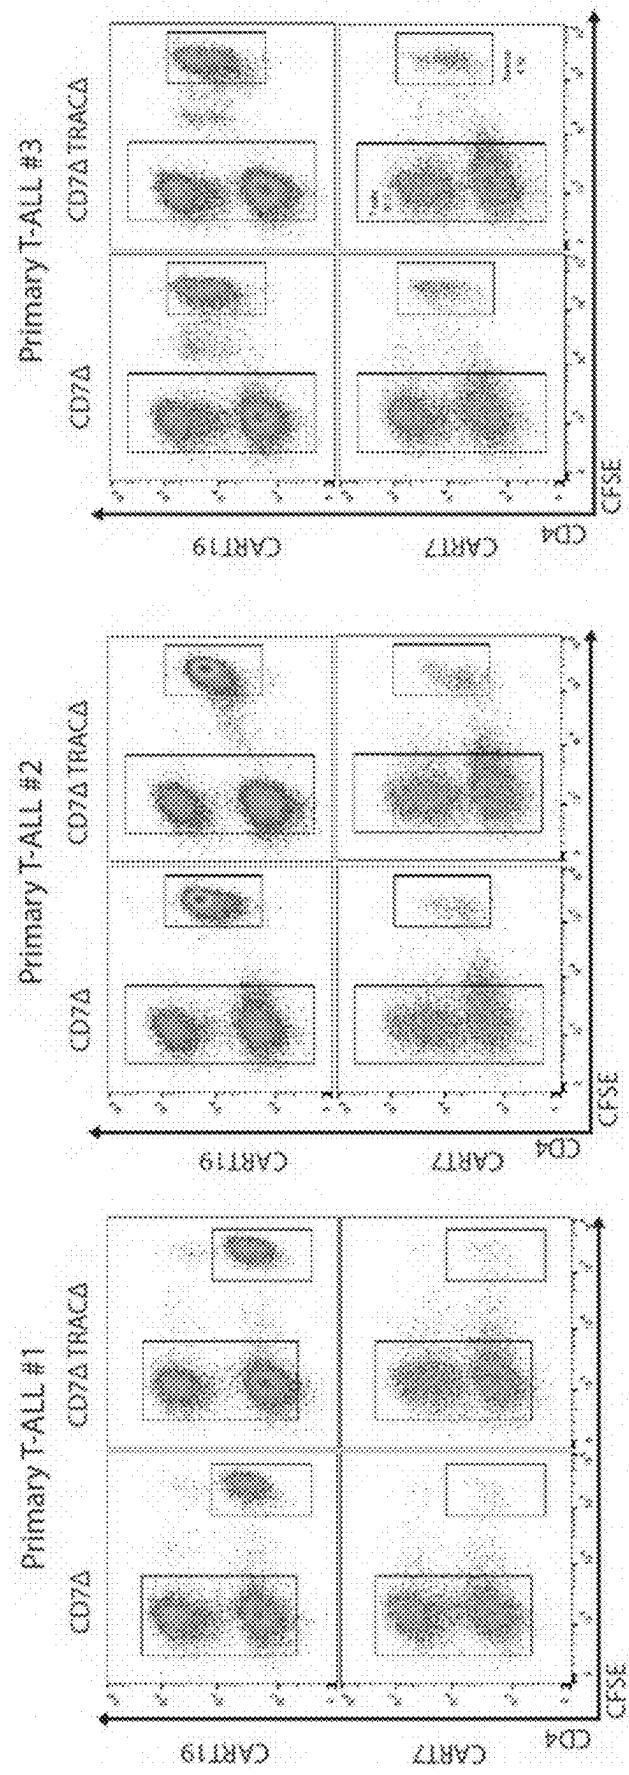 Primary T-ALL #1
CD7Δ
CD7Δ TRACΔ
CART19
CART7
CD4
CFSE
Primary T-ALL #2
CD7Δ
CD7Δ TRACΔ
CART19
CART7
CD4
CFSE
Primary T-ALL #3
CD7Δ
CD7Δ TRACΔ
CART19
CART7
CD4
CFSE